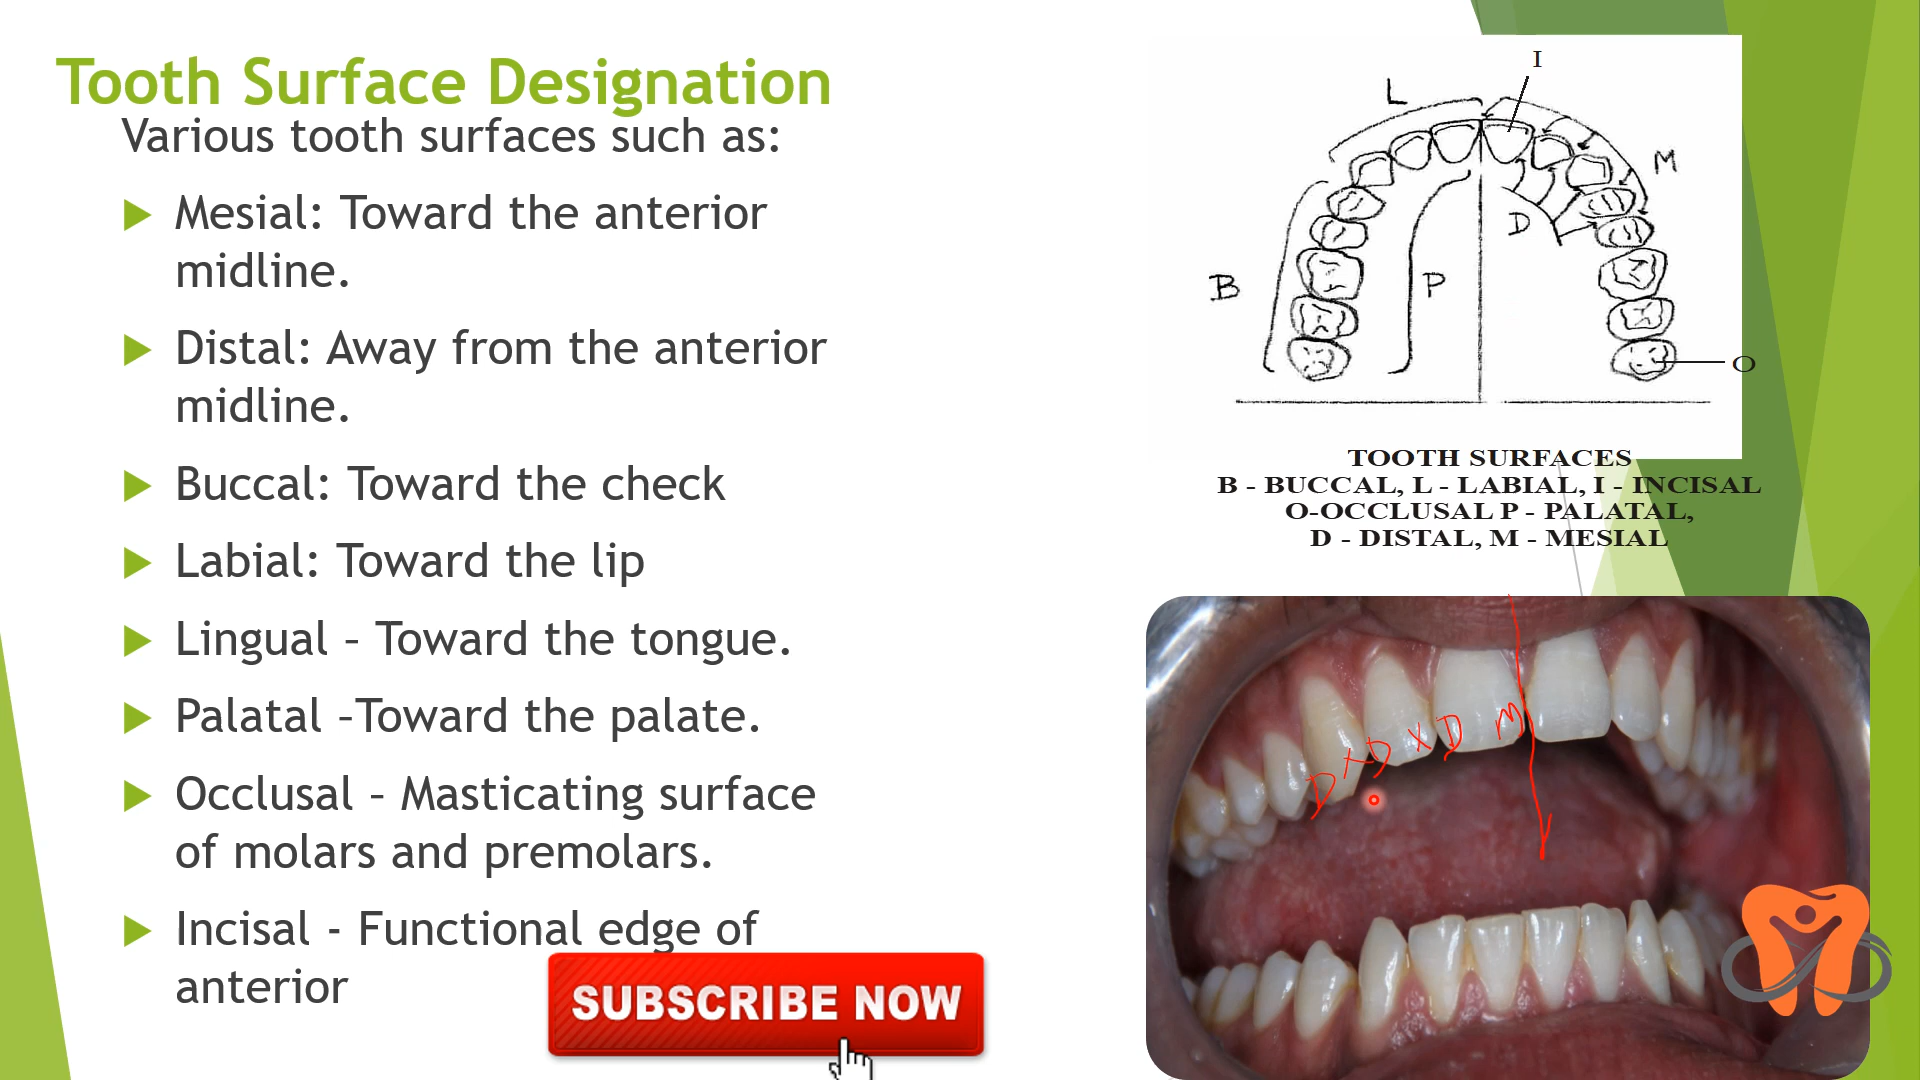 Tooth Surface Designation
Various tooth surfaces such as:
Mesial: Toward the anterior
midline.
Distal: Away from the anterior
midline.
Buccal: Toward the check
Labial: Toward the lip
Lingual – Toward the tongue.
Palatal –Toward the palate.
Occlusal – Masticating surface
of molars and premolars.
Incisal - Functional edge of
anterior
SUBSCRIBE NOW
I
L
M
D
B
P
O
TOOTH SURFACES
B - BUCCAL, L - LABIAL, I - INCISAL
O-OCCLUSAL P - PALATAL,
D - DISTAL, M - MESIAL
D X D X D M